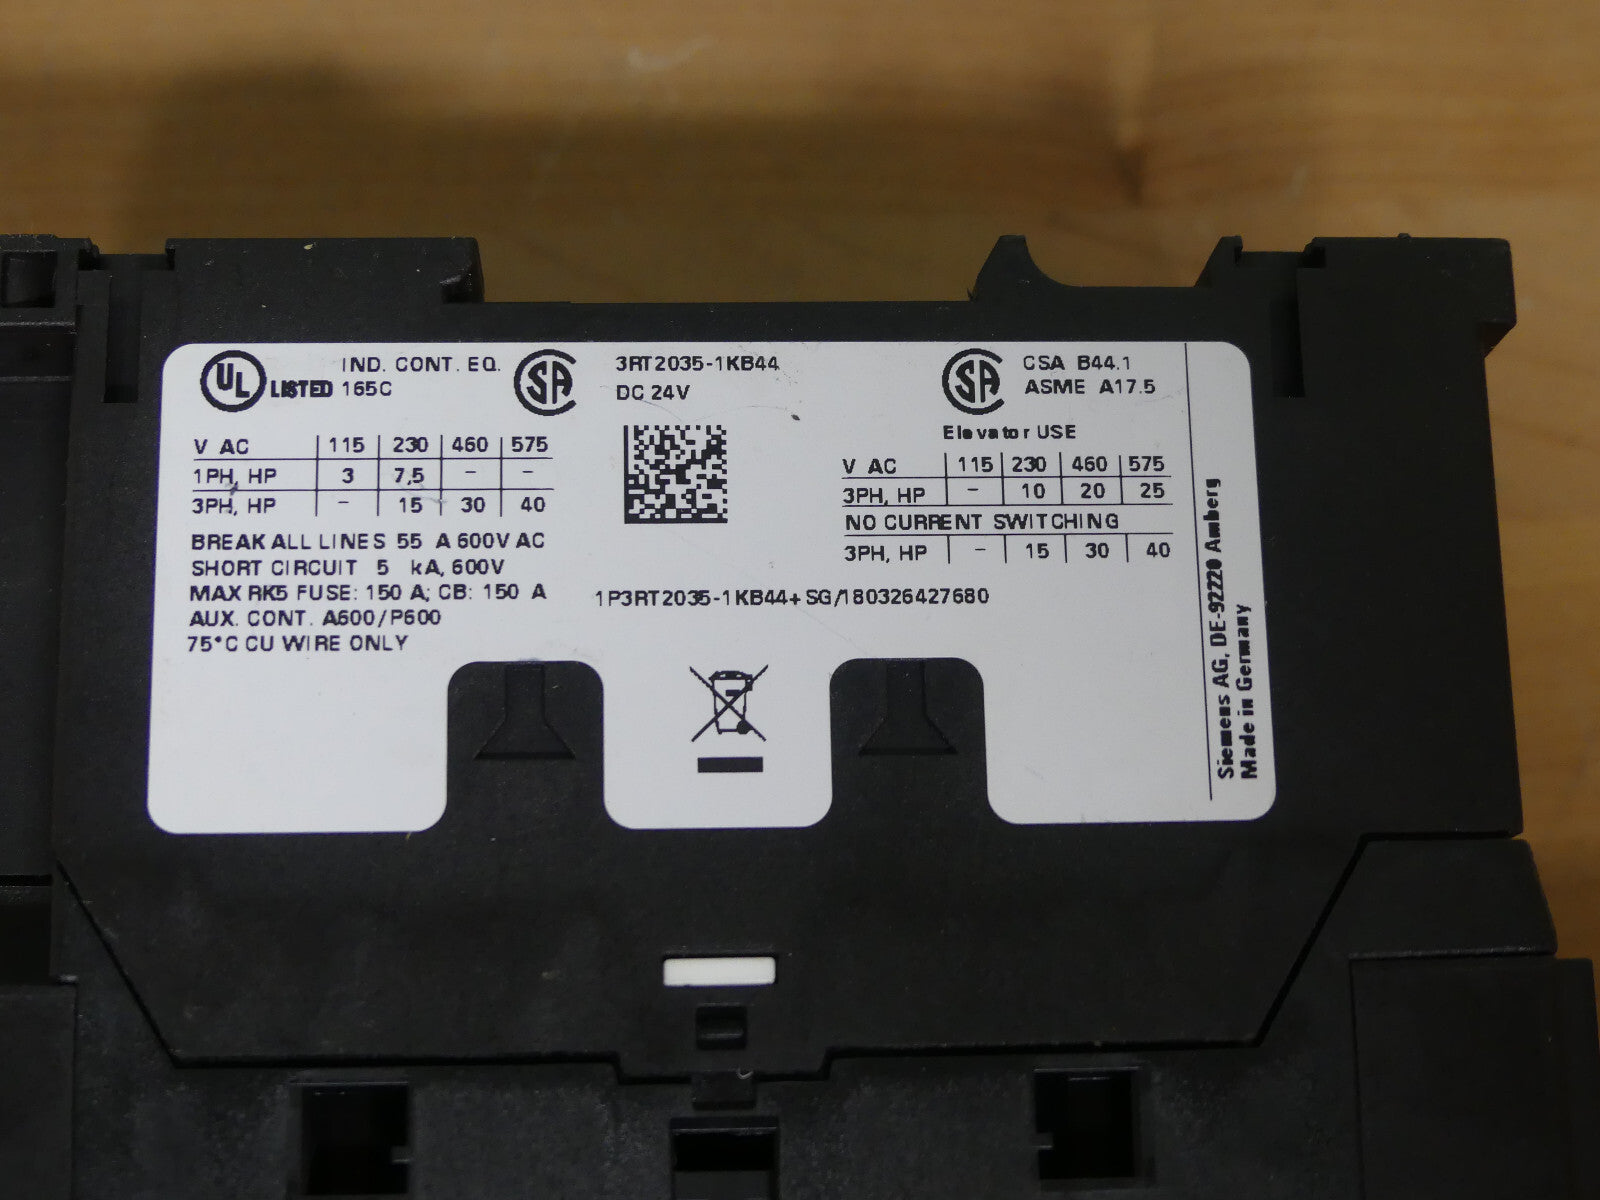 UL LISTED IND. CONT. EQ.
165C
SA
3RT2035-1KB44
DC 24V
SA
CSA B44.1
ASME A17.5
V AC 115 230 460 575
1PH, HP 3 7,5 – –
3PH, HP – 15 30 40
BREAK ALL LINES 55 A 600V AC
SHORT CIRCUIT 5 kA, 600V
MAX RK5 FUSE: 150 A; CB: 150 A
AUX. CONT. A600/P600
75°C CU WIRE ONLY
Elevator USE
V AC 115 230 460 575
3PH, HP – 10 20 25
NO CURRENT SWITCHING
3PH, HP – 15 30 40
1P3RT2035-1KB44+SG/180326427680
Siemens AG, DE-92220 Amberg
Made in Germany